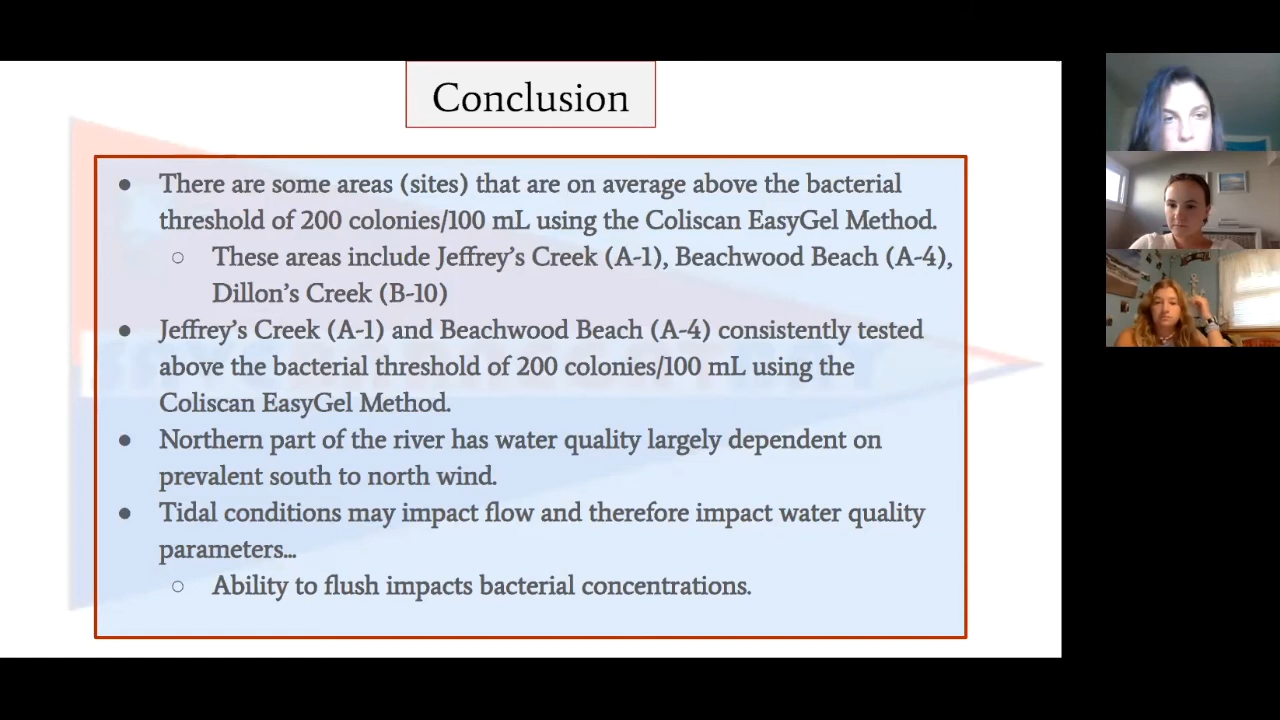 Conclusion
● There are some areas (sites) that are on average above the bacterial
threshold of 200 colonies/100 mL using the Coliscan EasyGel Method.
○ These areas include Jeffrey's Creek (A-1), Beachwood Beach (A-4),
Dillon's Creek (B-10)
● Jeffrey's Creek (A-1) and Beachwood Beach (A-4) consistently tested
above the bacterial threshold of 200 colonies/100 mL using the
Coliscan EasyGel Method.
● Northern part of the river has water quality largely dependent on
prevalent south to north wind.
● Tidal conditions may impact flow and therefore impact water quality
parameters...
○ Ability to flush impacts bacterial concentrations.